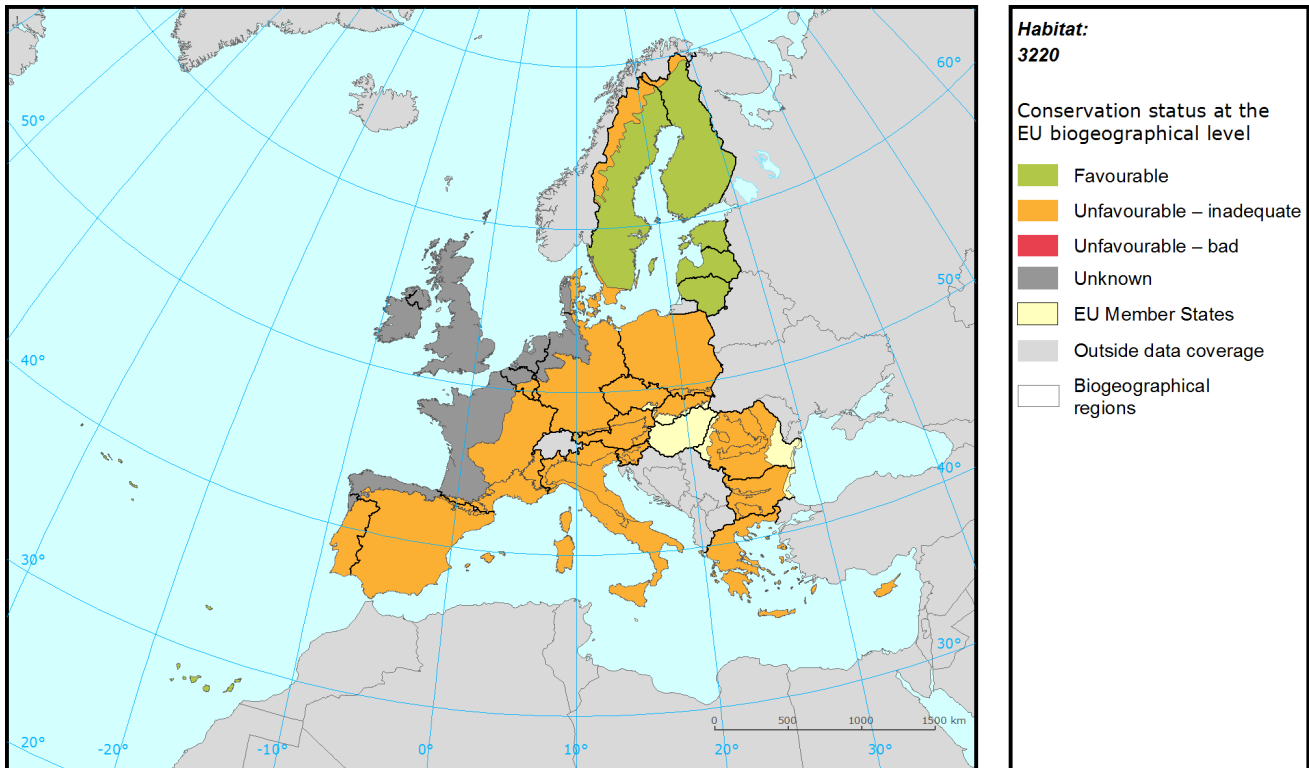 Habitat:
3220
Conservation status at the
EU biogeographical level
Favourable
Unfavourable – inadequate
Unfavourable – bad
Unknown
EU Member States
Outside data coverage
Biogeographical
regions
60°
50°
50°
40°
40°
30°
30°
20°
-20°
-10°
0°
10°
20°
30°
0 500 1000 1500 km